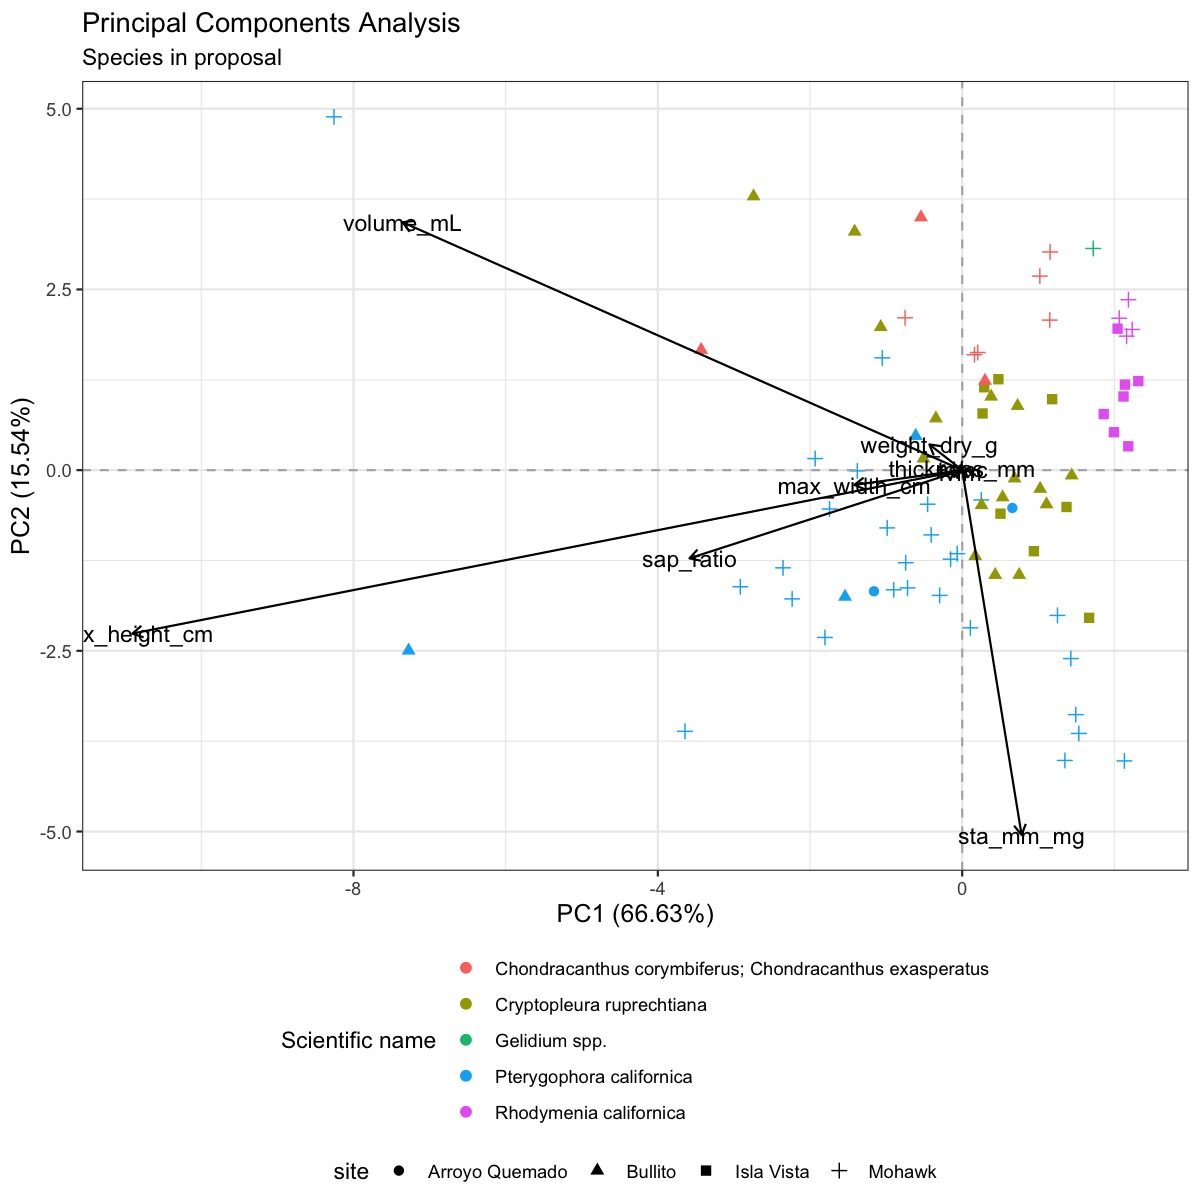 Principal Components Analysis
Species in proposal
5.0
2.5
0.0
-2.5
-5.0
PC2 (15.54%)
volume_mL
weight_dry_g
max_width_cm
sap_ratio
x_height_cm
sta_mm_mg
-8
-4
0
PC1 (66.63%)
Chondracanthus corymbiferus; Chondracanthus exasperatus
Cryptopleura ruprechtiana
Scientific name
Gelidium spp.
Pterygophora californica
Rhodymenia californica
site
Arroyo Quemado
Bullito
Isla Vista
Mohawk